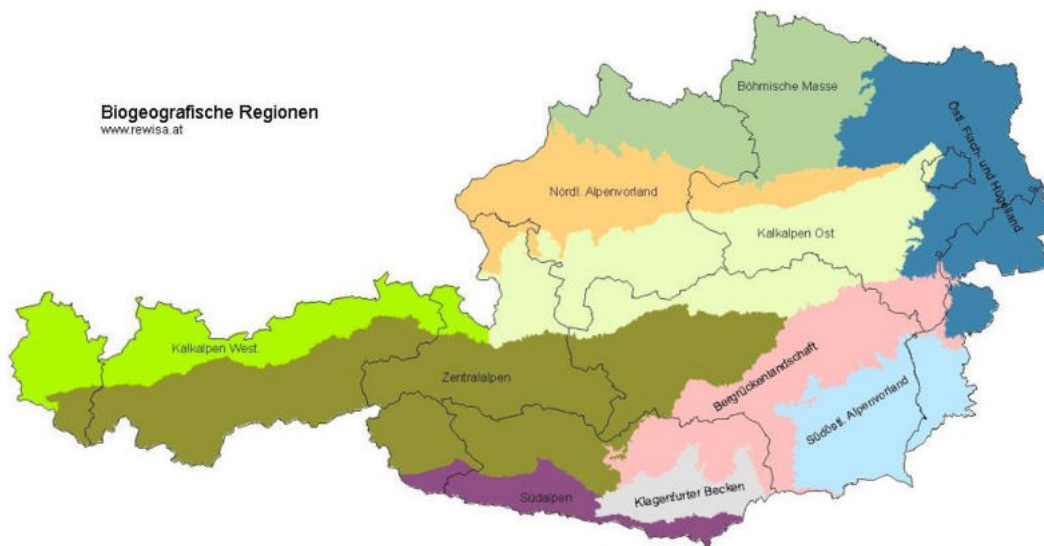 Biogeografische Regionen
www.rewisa.at
Böhmische Masse
Östl. Flach- und Hügelland
Nördl. Alpenvorland
Kalkalpen Ost
Kalkalpen West
Zentralalpen
Bergrückenlandschaft
Südöstl. Alpenvorland
Südalpen
Klagenfurter Becken